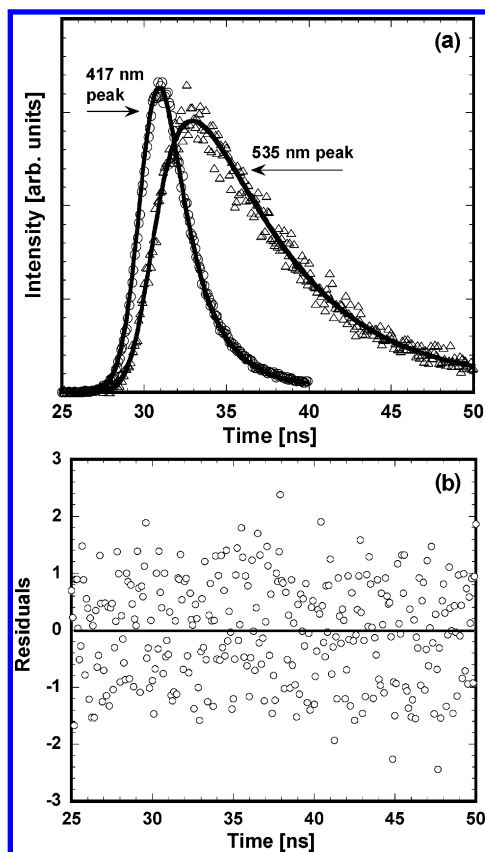 (a)
417 nm
peak
535 nm peak
Intensity [arb. units]
25 30 35 40 45 50
Time [ns]
(b)
3
2
1
0
-1
-2
-3
Residuals
25 30 35 40 45 50
Time [ns]